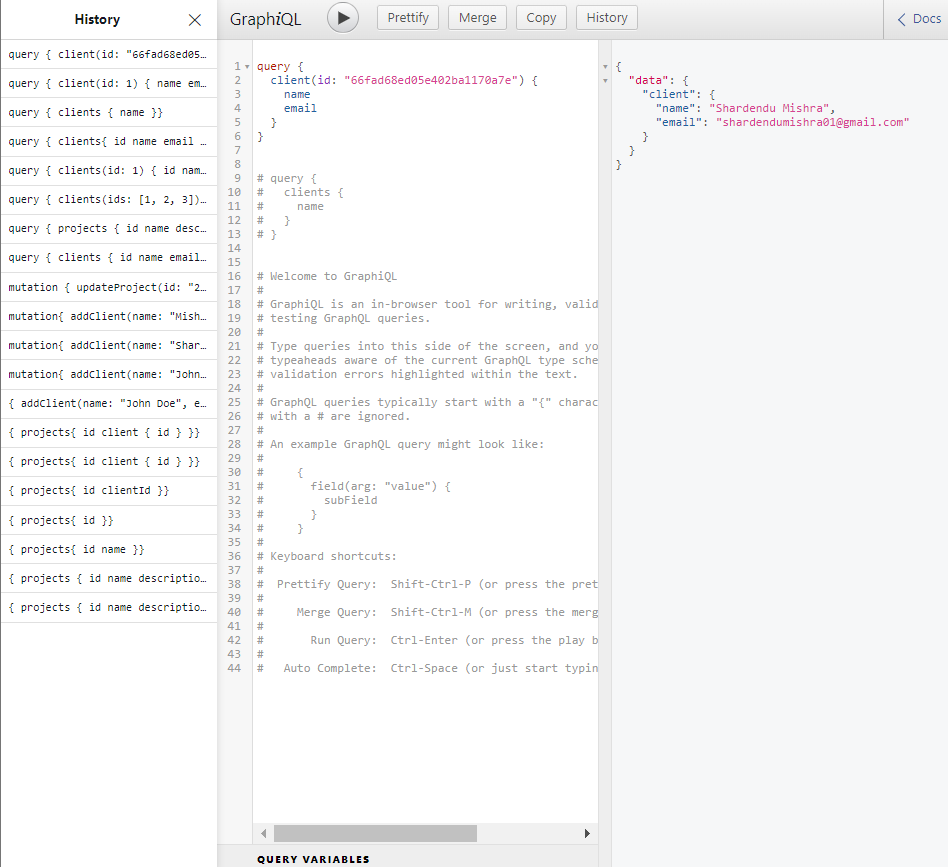 History
GraphiQL
Prettify
Merge
Copy
History
Docs
query { client(id: "66fad68ed05…
query { client(id: 1) { name em…
query { clients { name }}
query { clients{ id name email …
query { clients(id: 1) { id nam…
query { clients(ids: [1, 2, 3])…
query { projects { id name desc…
query { clients { id name email…
mutation { updateProject(id: "2…
mutation{ addClient(name: "Mish…
mutation{ addClient(name: "Shar…
mutation{ addClient(name: "John…
{ addClient(name: "John Doe", e…
{ projects{ id client { id } }}
{ projects{ id client { id } }}
{ projects{ id clientId }}
{ projects{ id }}
{ projects{ id name }}
{ projects { id name descriptio…
{ projects { id name descriptio…
1 query {
2 client(id: "66fad68ed05e402ba1170a7e") {
3 name
4 email
5 }
6 }
7
8
9 # query {
10 # clients {
11 # name
12 # }
13 # }
14
15
16 # Welcome to GraphiQL
17 #
18 # GraphiQL is an in-browser tool for writing, valid
19 # testing GraphQL queries.
20 #
21 # Type queries into this side of the screen, and yo
22 # typeaheads aware of the current GraphQL type sche
23 # validation errors highlighted within the text.
24 #
25 # GraphQL queries typically start with a "{" charac
26 # with a # are ignored.
27 #
28 # An example GraphQL query might look like:
29 #
30 # {
31 # field(arg: "value") {
32 # subField
33 # }
34 # }
35 #
36 # Keyboard shortcuts:
37 #
38 # Prettify Query: Shift-Ctrl-P (or press the pret
39 #
40 # Merge Query: Shift-Ctrl-M (or press the merg
41 #
42 # Run Query: Ctrl-Enter (or press the play b
43 #
44 # Auto Complete: Ctrl-Space (or just start typin
QUERY VARIABLES
{
"data": {
"client": {
"name": "Shardendu Mishra",
"email": "shardendumishra01@gmail.com"
}
}
}